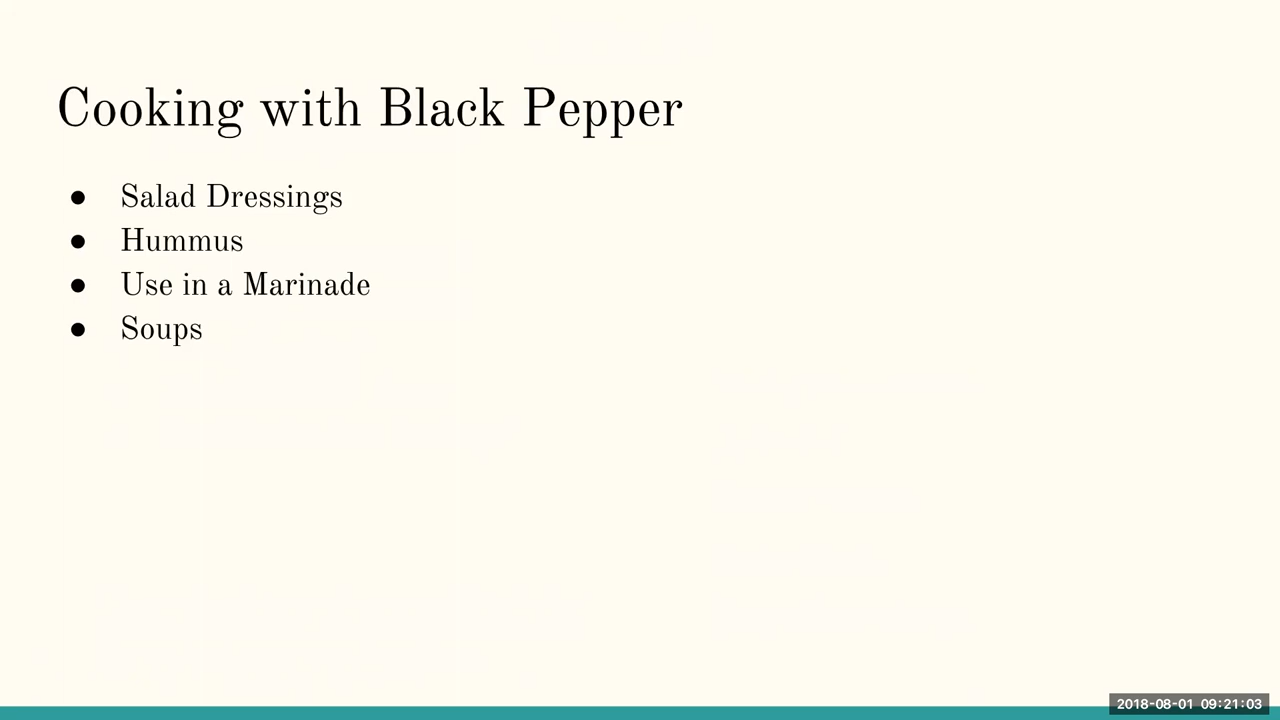 Cooking with Black Pepper
● Salad Dressings
● Hummus
● Use in a Marinade
● Soups
2018-08-01 09:21:03